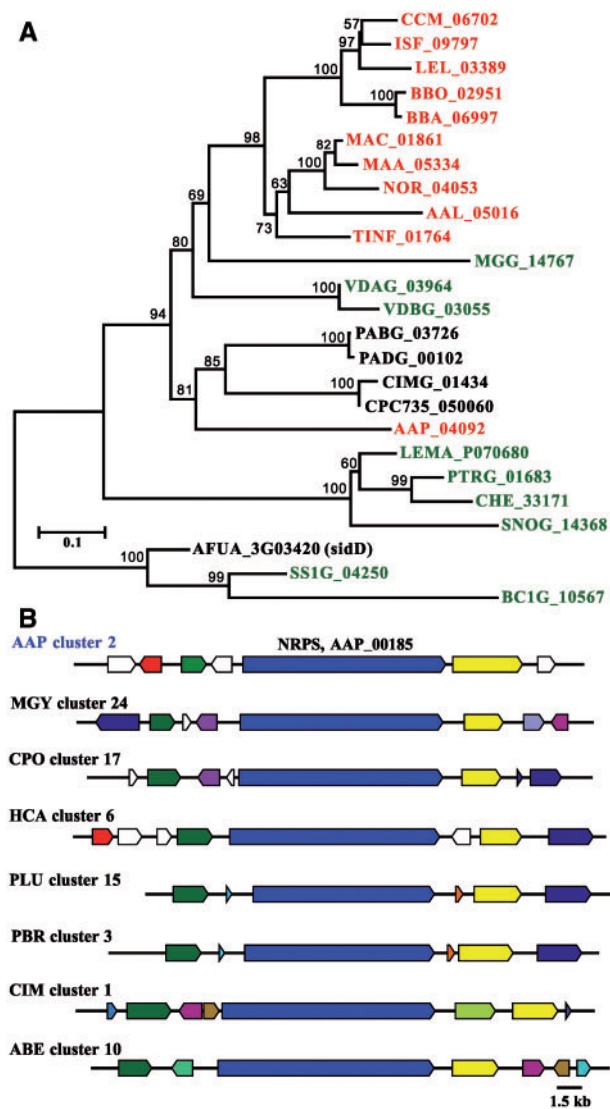 A
57
CCM_06702
97
ISF_09797
100
LEL_03389
BBO_02951
100
BBA_06997
98
82
MAC_01861
100
MAA_05334
63
NOR_04053
69
AAL_05016
73
TINF_01764
80
MGG_14767
100
VDAG_03964
VDBG_03055
94
PABG_03726
100
PADG_00102
85
CIMG_01434
100
CPC735_050060
81
AAP_04092
LEMA_P070680
60
PTRG_01683
99
CHE_33171
100
SNOG_14368
0.1
AFUA_3G03420 (sidD)
100
SS1G_04250
99
BC1G_10567
B
AAP cluster 2
NRPS, AAP_00185
MGY cluster 24
CPO cluster 17
HCA cluster 6
PLU cluster 15
PBR cluster 3
CIM cluster 1
ABE cluster 10
1.5 kb